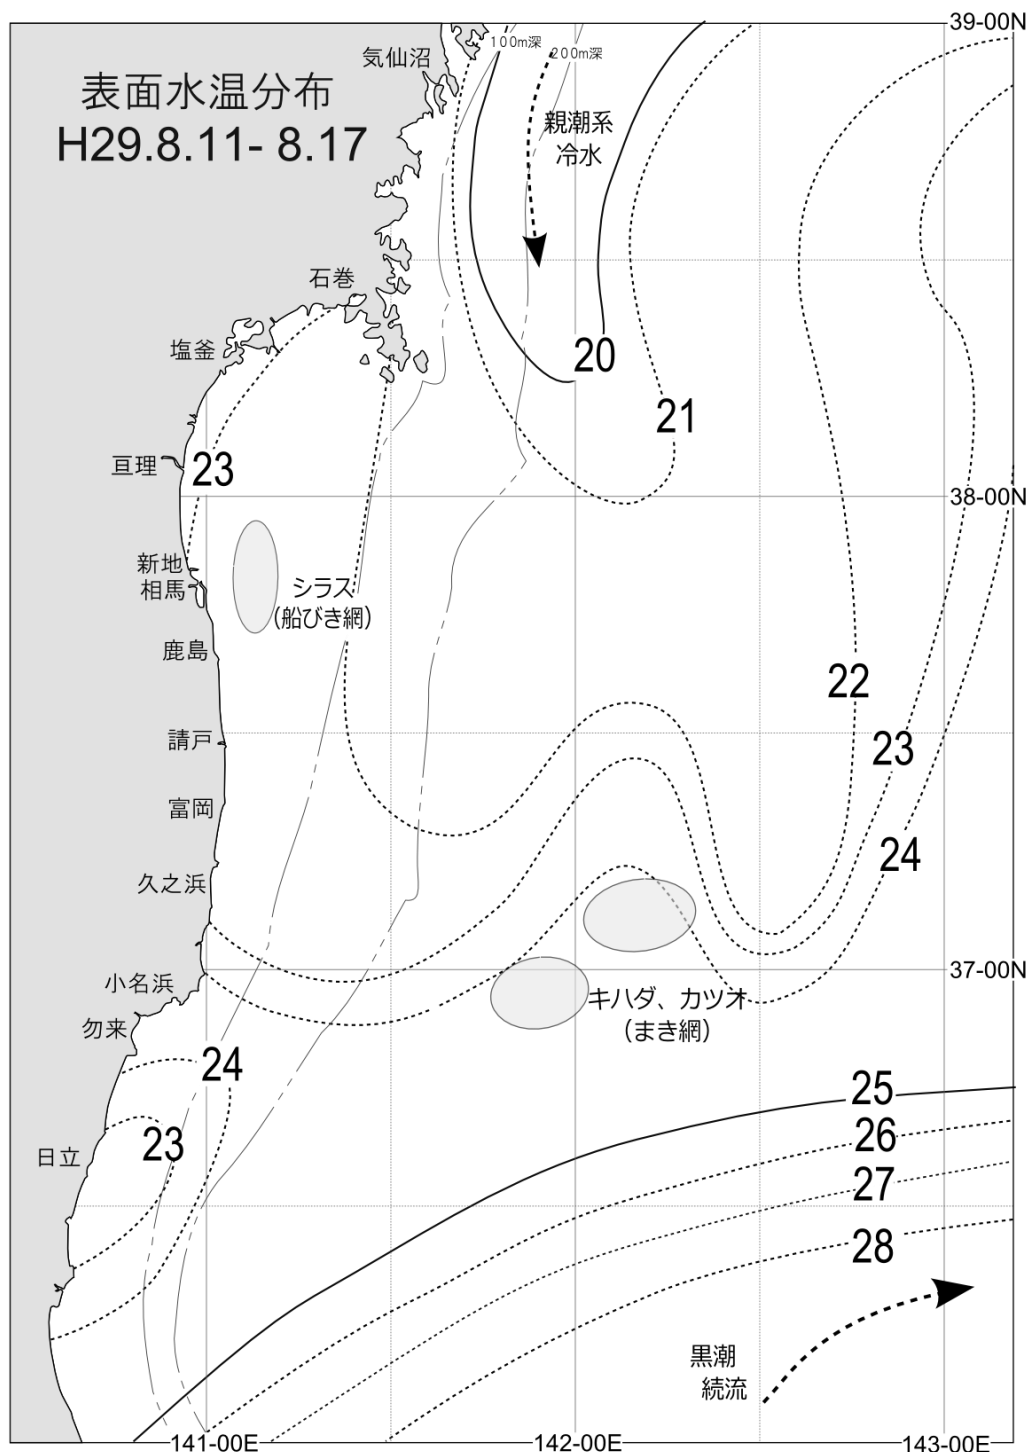 39-00N
100m深
200m深
気仙沼
表面水温分布
H29.8.11- 8.17
親潮系
冷水
石巻
塩釜
20
21
亘理
23
38-00N
新地
相馬
シラス
(船びき網)
鹿島
22
請戸
23
富岡
24
久之浜
37-00N
小名浜
キハダ、カツオ
(まき網)
勿来
24
25
23
26
日立
27
28
黒潮
続流
141-00E
142-00E
143-00E